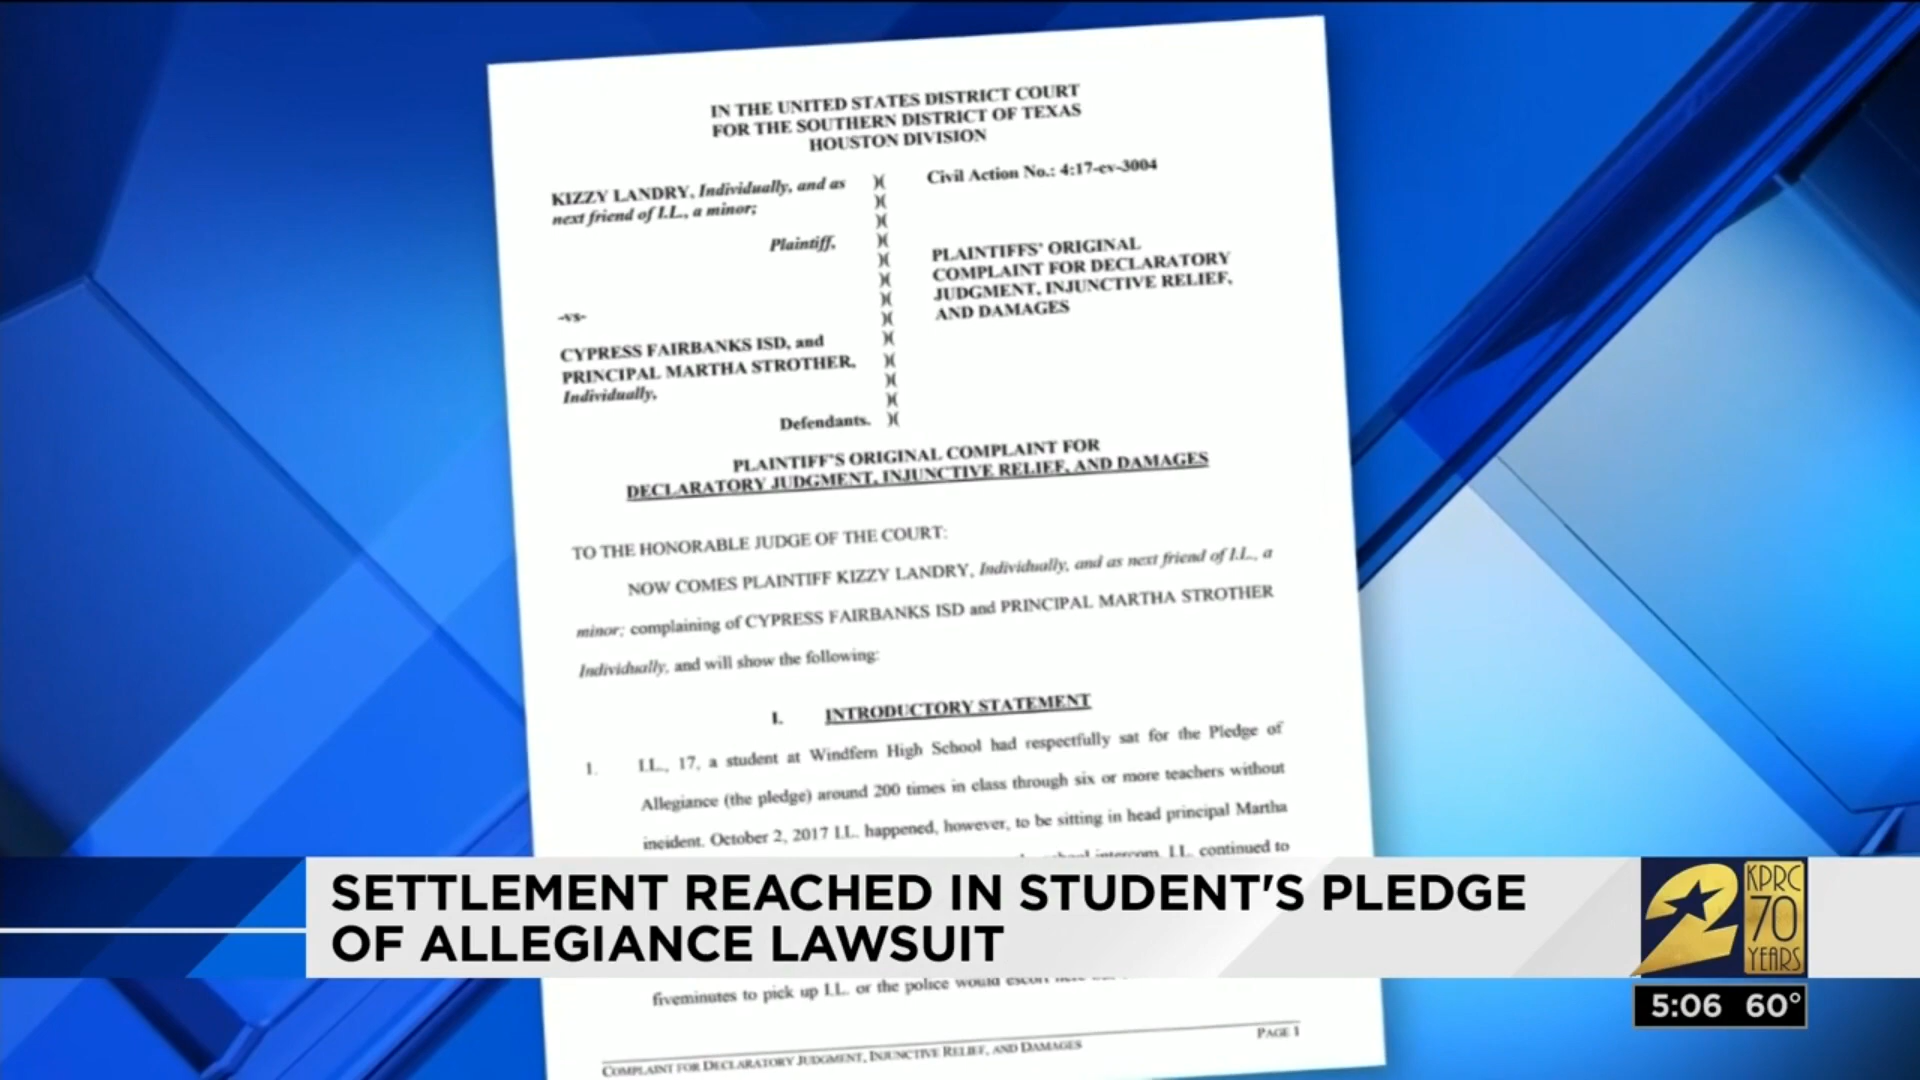 IN THE UNITED STATES DISTRICT COURT
FOR THE SOUTHERN DISTRICT OF TEXAS
HOUSTON DIVISION
KIZZY LANDRY, Individually, and as
next friend of I.L., a minor;
Plaintiff,
-vs-
CYPRESS FAIRBANKS ISD, and
PRINCIPAL MARTHA STROTHER,
Individually,
Defendants.
)(
)(
)(
)(
)(
)(
)(
)(
)(
)(
)(
)(
)(
Civil Action No.: 4:17-cv-3004
PLAINTIFFS' ORIGINAL
COMPLAINT FOR DECLARATORY
JUDGMENT, INJUNCTIVE RELIEF,
AND DAMAGES
PLAINTIFF'S ORIGINAL COMPLAINT FOR
DECLARATORY JUDGMENT, INJUNCTIVE RELIEF, AND DAMAGES
TO THE HONORABLE JUDGE OF THE COURT:
NOW COMES PLAINTIFF KIZZY LANDRY, Individually, and as next friend of I.L., a
minor; complaining of CYPRESS FAIRBANKS ISD and PRINCIPAL MARTHA STROTHER
Individually, and will show the following:
I. INTRODUCTORY STATEMENT
1. I.L., 17, a student at Windfern High School had respectfully sat for the Pledge of
Allegiance (the pledge) around 200 times in class through six or more teachers without
incident. October 2, 2017 I.L. happened, however, to be sitting in head principal Martha
school intercom. I.L. continued to
SETTLEMENT REACHED IN STUDENT'S PLEDGE
OF ALLEGIANCE LAWSUIT
2 KPRC
70
YEARS
5:06 60°
fiveminutes to pick up I.L. or the police would escort
COMPLAINT FOR DECLARATORY JUDGMENT, INJUNCTIVE RELIEF, AND DAMAGES
PAGE 1